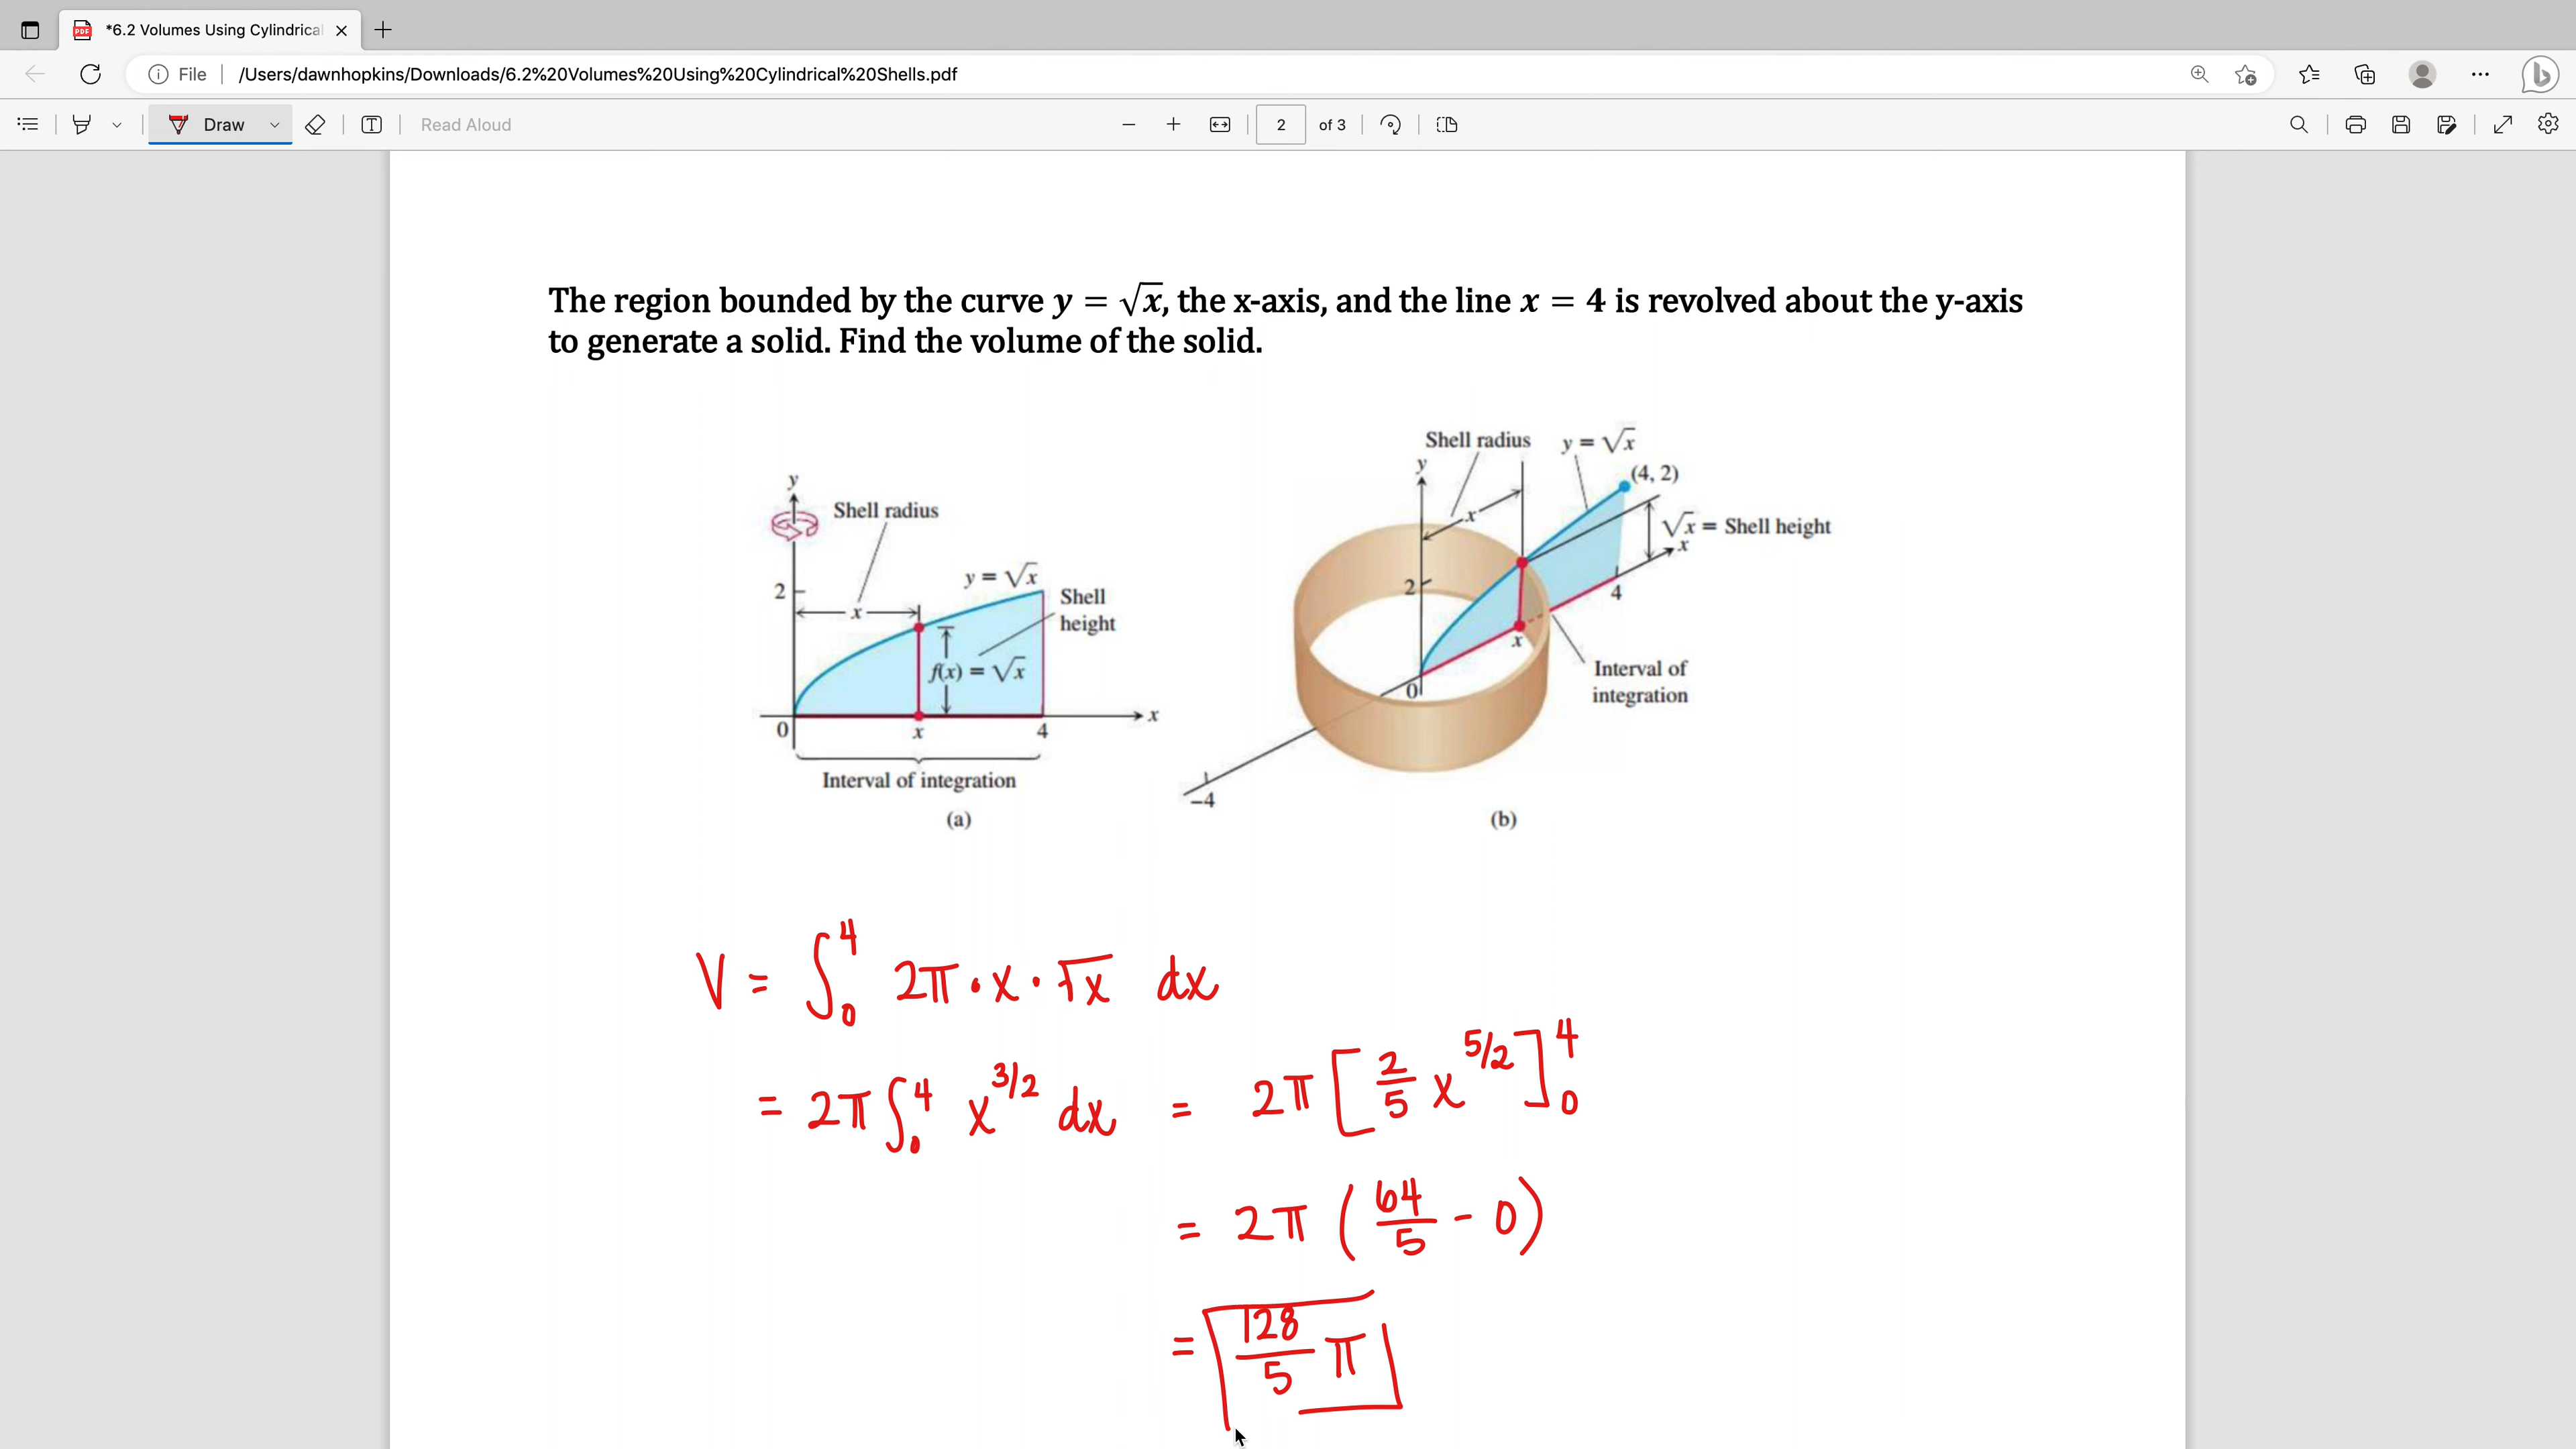 *6.2 Volumes Using Cylindrical
File | /Users/dawnhopkins/Downloads/6.2%20Volumes%20Using%20Cylindrical%20Shells.pdf
Draw Read Aloud 2 of 3
The region bounded by the curve y = √x, the x-axis, and the line x = 4 is revolved about the y-axis
to generate a solid. Find the volume of the solid.
y
Shell radius
2
x
y = √x
Shell
height
f(x) = √x
0 x 4 x
Interval of integration
(a)
Shell radius y = √x
y
(4, 2)
x
√x = Shell height
x
2
4
x
0
Interval of
integration
−4
(b)
V = ∫₀⁴ 2π · x · √x dx
= 2π ∫₀⁴ x^{3/2} dx = 2π [2/5 x^{5/2}]₀⁴
= 2π (64/5 - 0)
= 128/5 π